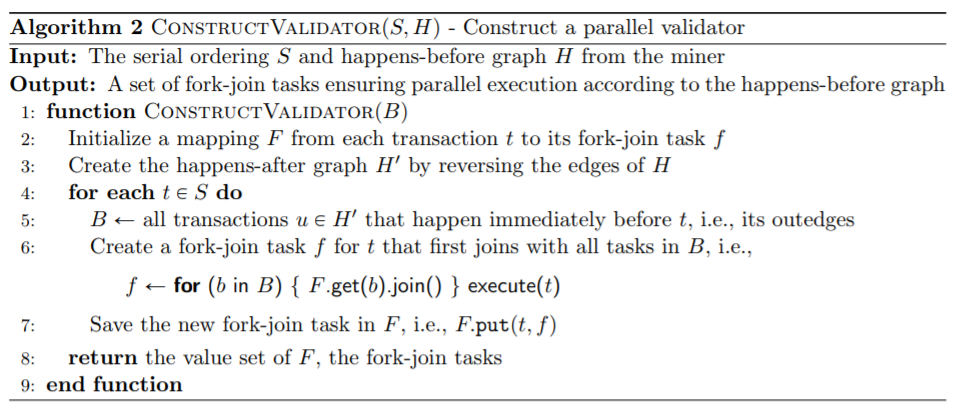 Algorithm 2 CONSTRUCTVALIDATOR(S, H) - Construct a parallel validator
Input: The serial ordering S and happens-before graph H from the miner
Output: A set of fork-join tasks ensuring parallel execution according to the happens-before graph
1: function CONSTRUCTVALIDATOR(B)
2: Initialize a mapping F from each transaction t to its fork-join task f
3: Create the happens-after graph H′ by reversing the edges of H
4: for each t ∈ S do
5: B ← all transactions u ∈ H′ that happen immediately before t, i.e., its outedges
6: Create a fork-join task f for t that first joins with all tasks in B, i.e.,
f ← for (b in B) { F.get(b).join() } execute(t)
7: Save the new fork-join task in F, i.e., F.put(t, f)
8: return the value set of F, the fork-join tasks
9: end function